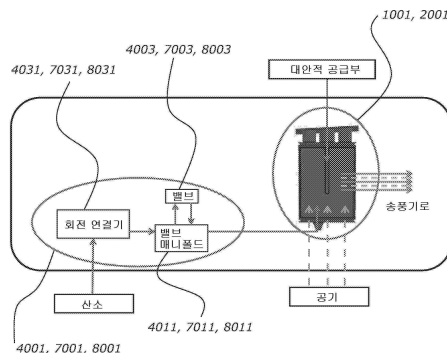 1001, 2001
4003, 7003, 8003
4031, 7031, 8031
대안적 공급부
밸브
회전 연결기
밸브
매니폴드
송풍기로
산소
공기
4011, 7011, 8011
4001, 7001, 8001